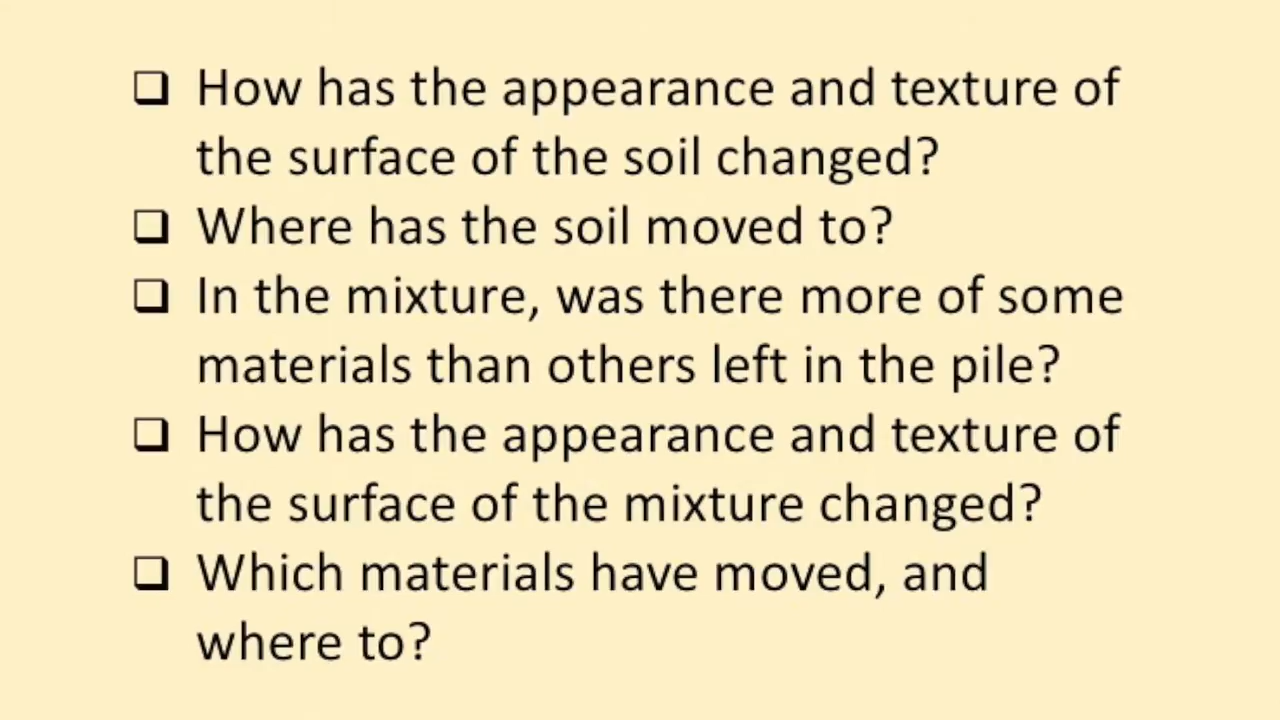 ❑ How has the appearance and texture of
the surface of the soil changed?
❑ Where has the soil moved to?
❑ In the mixture, was there more of some
materials than others left in the pile?
❑ How has the appearance and texture of
the surface of the mixture changed?
❑ Which materials have moved, and
where to?